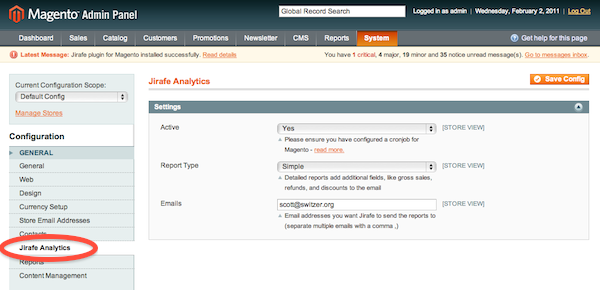 Magento® Admin Panel
Global Record Search
Logged in as admin | Wednesday, February 2, 2011 | Log Out
Dashboard Sales Catalog Customers Promotions Newsletter CMS Reports System Get help for this page
Latest Message: Jirafe plugin for Magento installed successfully. Read details
You have 1 critical, 4 major, 19 minor and 35 notice unread message(s). Go to messages inbox.
Current Configuration Scope:
Default Config
Manage Stores
Configuration
GENERAL
General
Web
Design
Currency Setup
Store Email Addresses
Contacts
Jirafe Analytics
Reports
Content Management
Jirafe Analytics
Save Config
Settings
Active
Yes
[STORE VIEW]
Please ensure you have configured a cronjob for
Magento - read more.
Report Type
Simple
[STORE VIEW]
Detailed reports add additional fields, like gross sales,
refunds, and discounts to the email
Emails
scott@switzer.org
[STORE VIEW]
Email addresses you want Jirafe to send the reports to
(separate multiple emails with a comma ,)